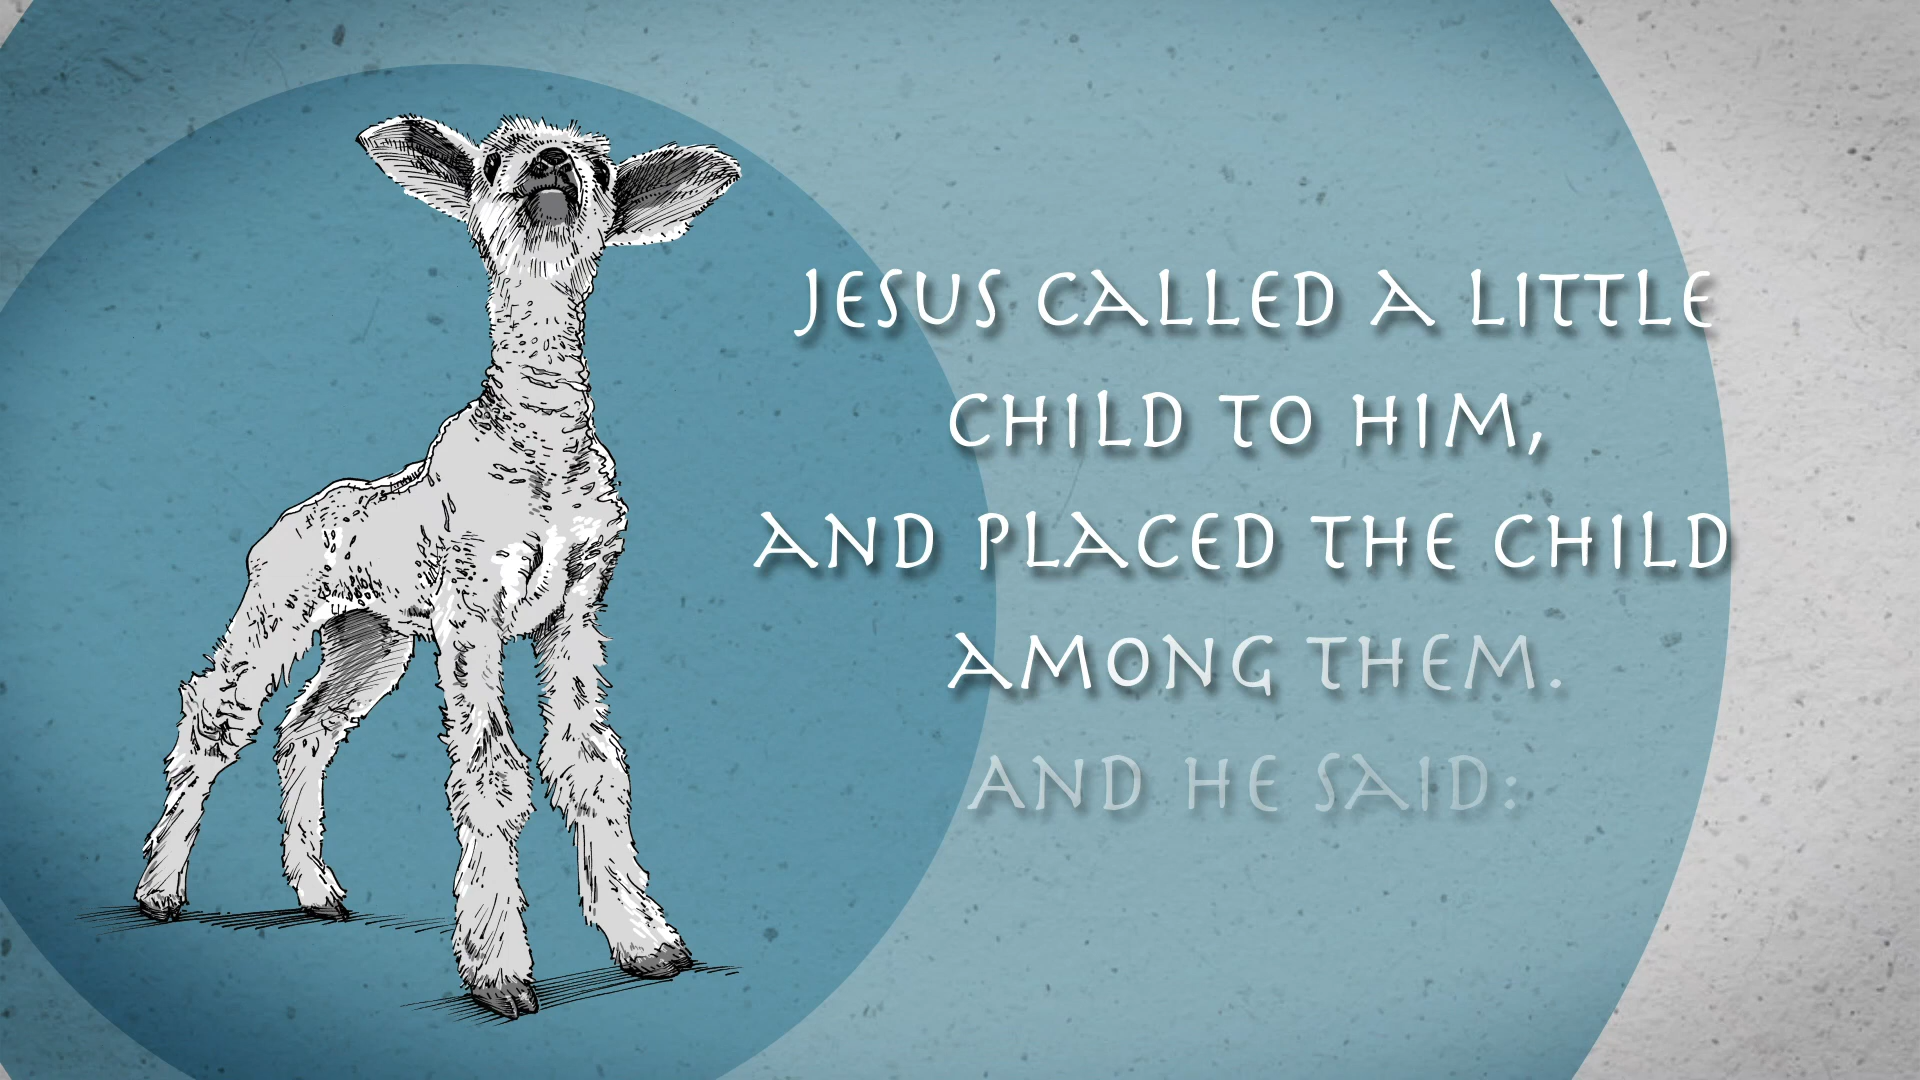 JESUS CALLED A LITTLE
CHILD TO HIM,
AND PLACED THE CHILD
AMONG THEM.
AND HE SAID: